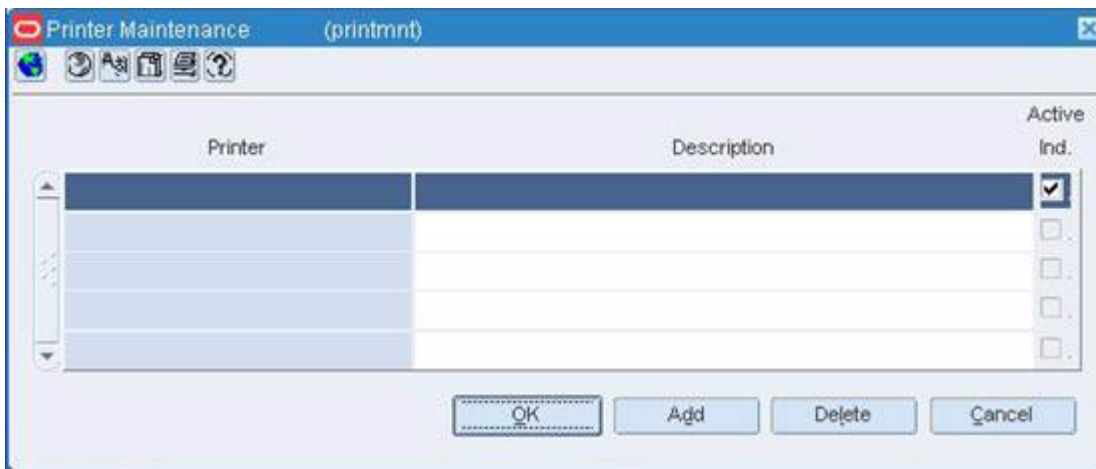 Printer Maintenance (printmnt)
Active
Printer Description Ind.
OK Add Delete Cancel